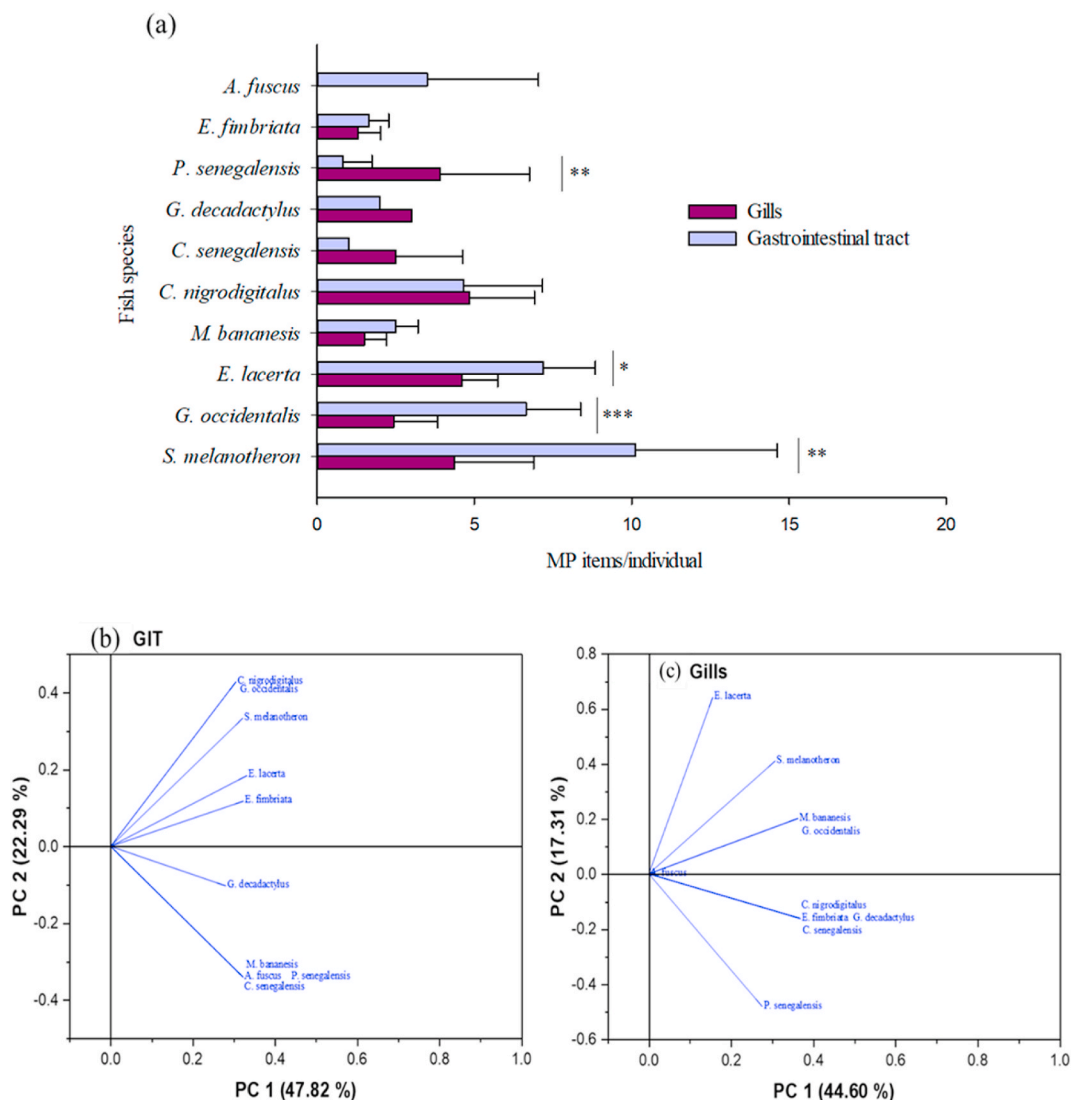 (a)
A. fuscus
E. fimbriata
P. senegalensis
**
G. decadactylus
Gills
Gastrointestinal tract
C. senegalensis
C. nigrodigitalus
M. bananesis
E. lacerta
*
G. occidentalis
***
S. melanotheron
**
Fish species
0 5 10 15 20
MP items/individual
(b) GIT
C. nigrodigitalus
G. occidentalis
S. melanotheron
E. lacerta
E. fimbriata
G. decadactylus
M. bananesis
A. fuscus P. senegalensis
C. senegalensis
0.4
0.2
0.0
-0.2
-0.4
PC 2 (22.29 %)
0.0 0.2 0.4 0.6 0.8 1.0
PC 1 (47.82 %)
(c) Gills
E. lacerta
S. melanotheron
M. bananesis
G. occidentalis
A. fuscus
C. nigrodigitalus
E. fimbriata G. decadactylus
C. senegalensis
P. senegalensis
0.8
0.6
0.4
0.2
0.0
-0.2
-0.4
-0.6
PC 2 (17.31 %)
0.0 0.2 0.4 0.6 0.8 1.0
PC 1 (44.60 %)